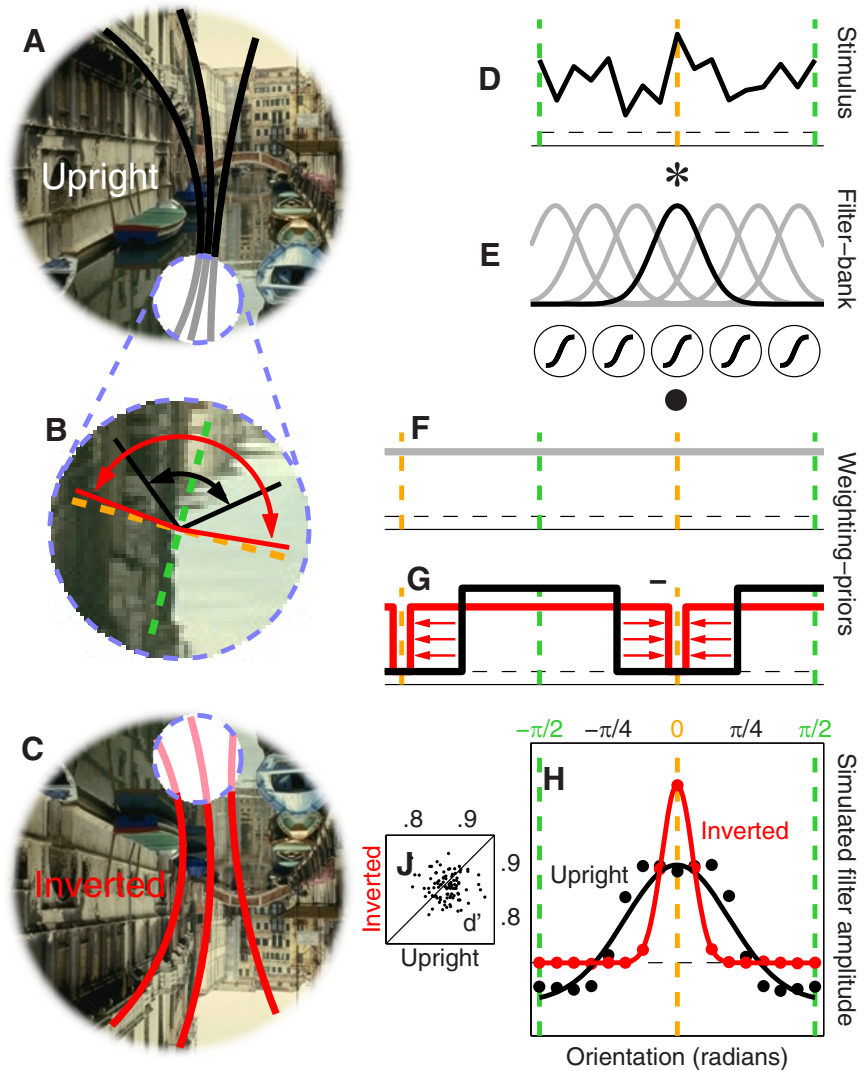 A
Upright
B
C
Inverted
D
Stimulus
*
E
Filter−bank
F
G
−
Weighting−priors
−π/2 −π/4 0 π/4 π/2
H
Inverted
Upright
Simulated filter amplitude
Orientation (radians)
.8 .9
J
.9
.8
d'
Inverted
Upright